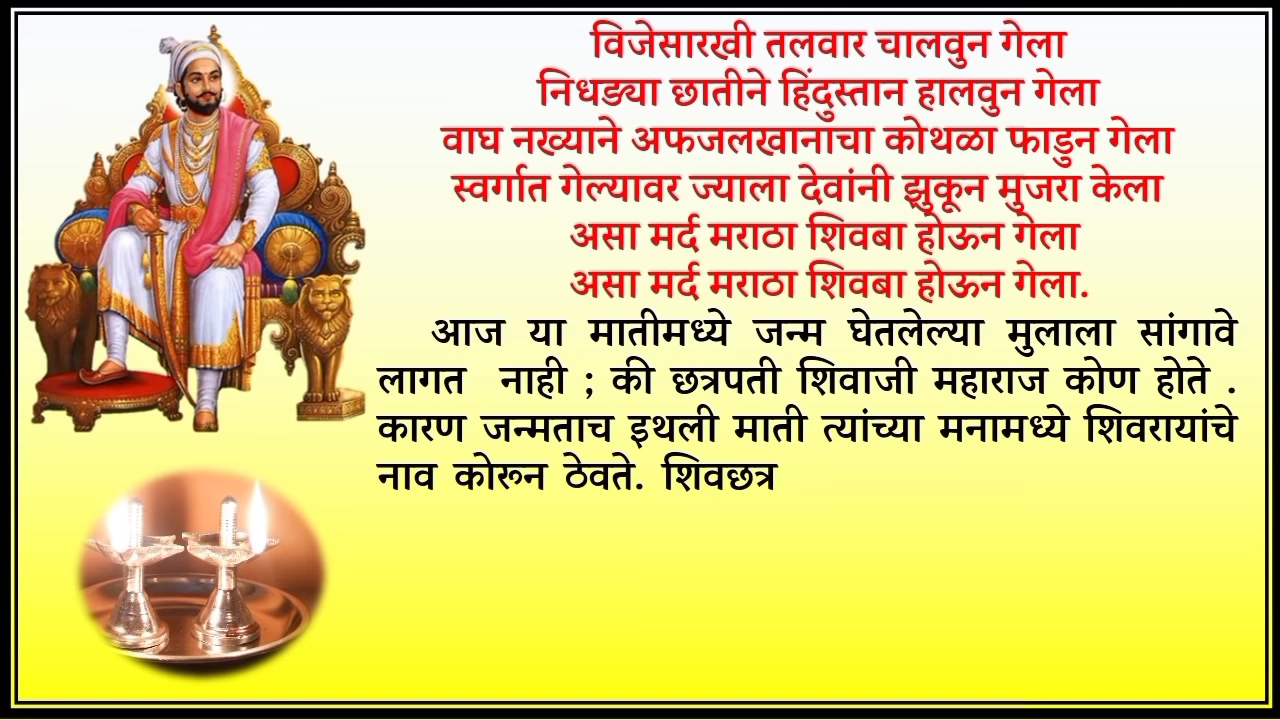 विजेसारखी तलवार चालवुन गेला
निधड्या छातीने हिंदुस्तान हालवुन गेला
वाघ नख्याने अफजलखानाचा कोथळा फाडुन गेला
स्वर्गात गेल्यावर ज्याला देवांनी झुकून मुजरा केला
असा मर्द मराठा शिवबा होऊन गेला
असा मर्द मराठा शिवबा होऊन गेला.
आज या मातीमध्ये जन्म घेतलेल्या मुलाला सांगावे
लागत नाही ; की छत्रपती शिवाजी महाराज कोण होते .
कारण जन्मताच इथली माती त्यांच्या मनामध्ये शिवरायांचे
नाव कोरून ठेवते. शिवछत्र